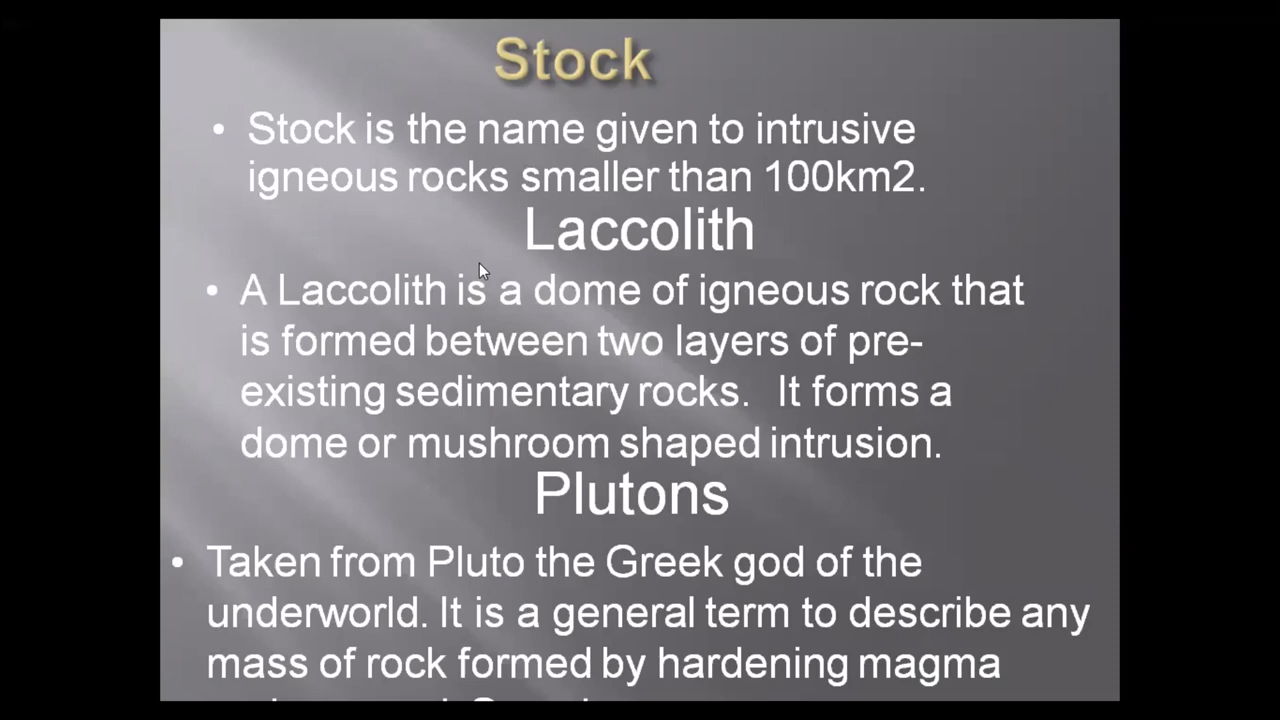 Stock
• Stock is the name given to intrusive
igneous rocks smaller than 100km2.
Laccolith
• A Laccolith is a dome of igneous rock that
is formed between two layers of pre-
existing sedimentary rocks. It forms a
dome or mushroom shaped intrusion.
Plutons
• Taken from Pluto the Greek god of the
underworld. It is a general term to describe any
mass of rock formed by hardening magma